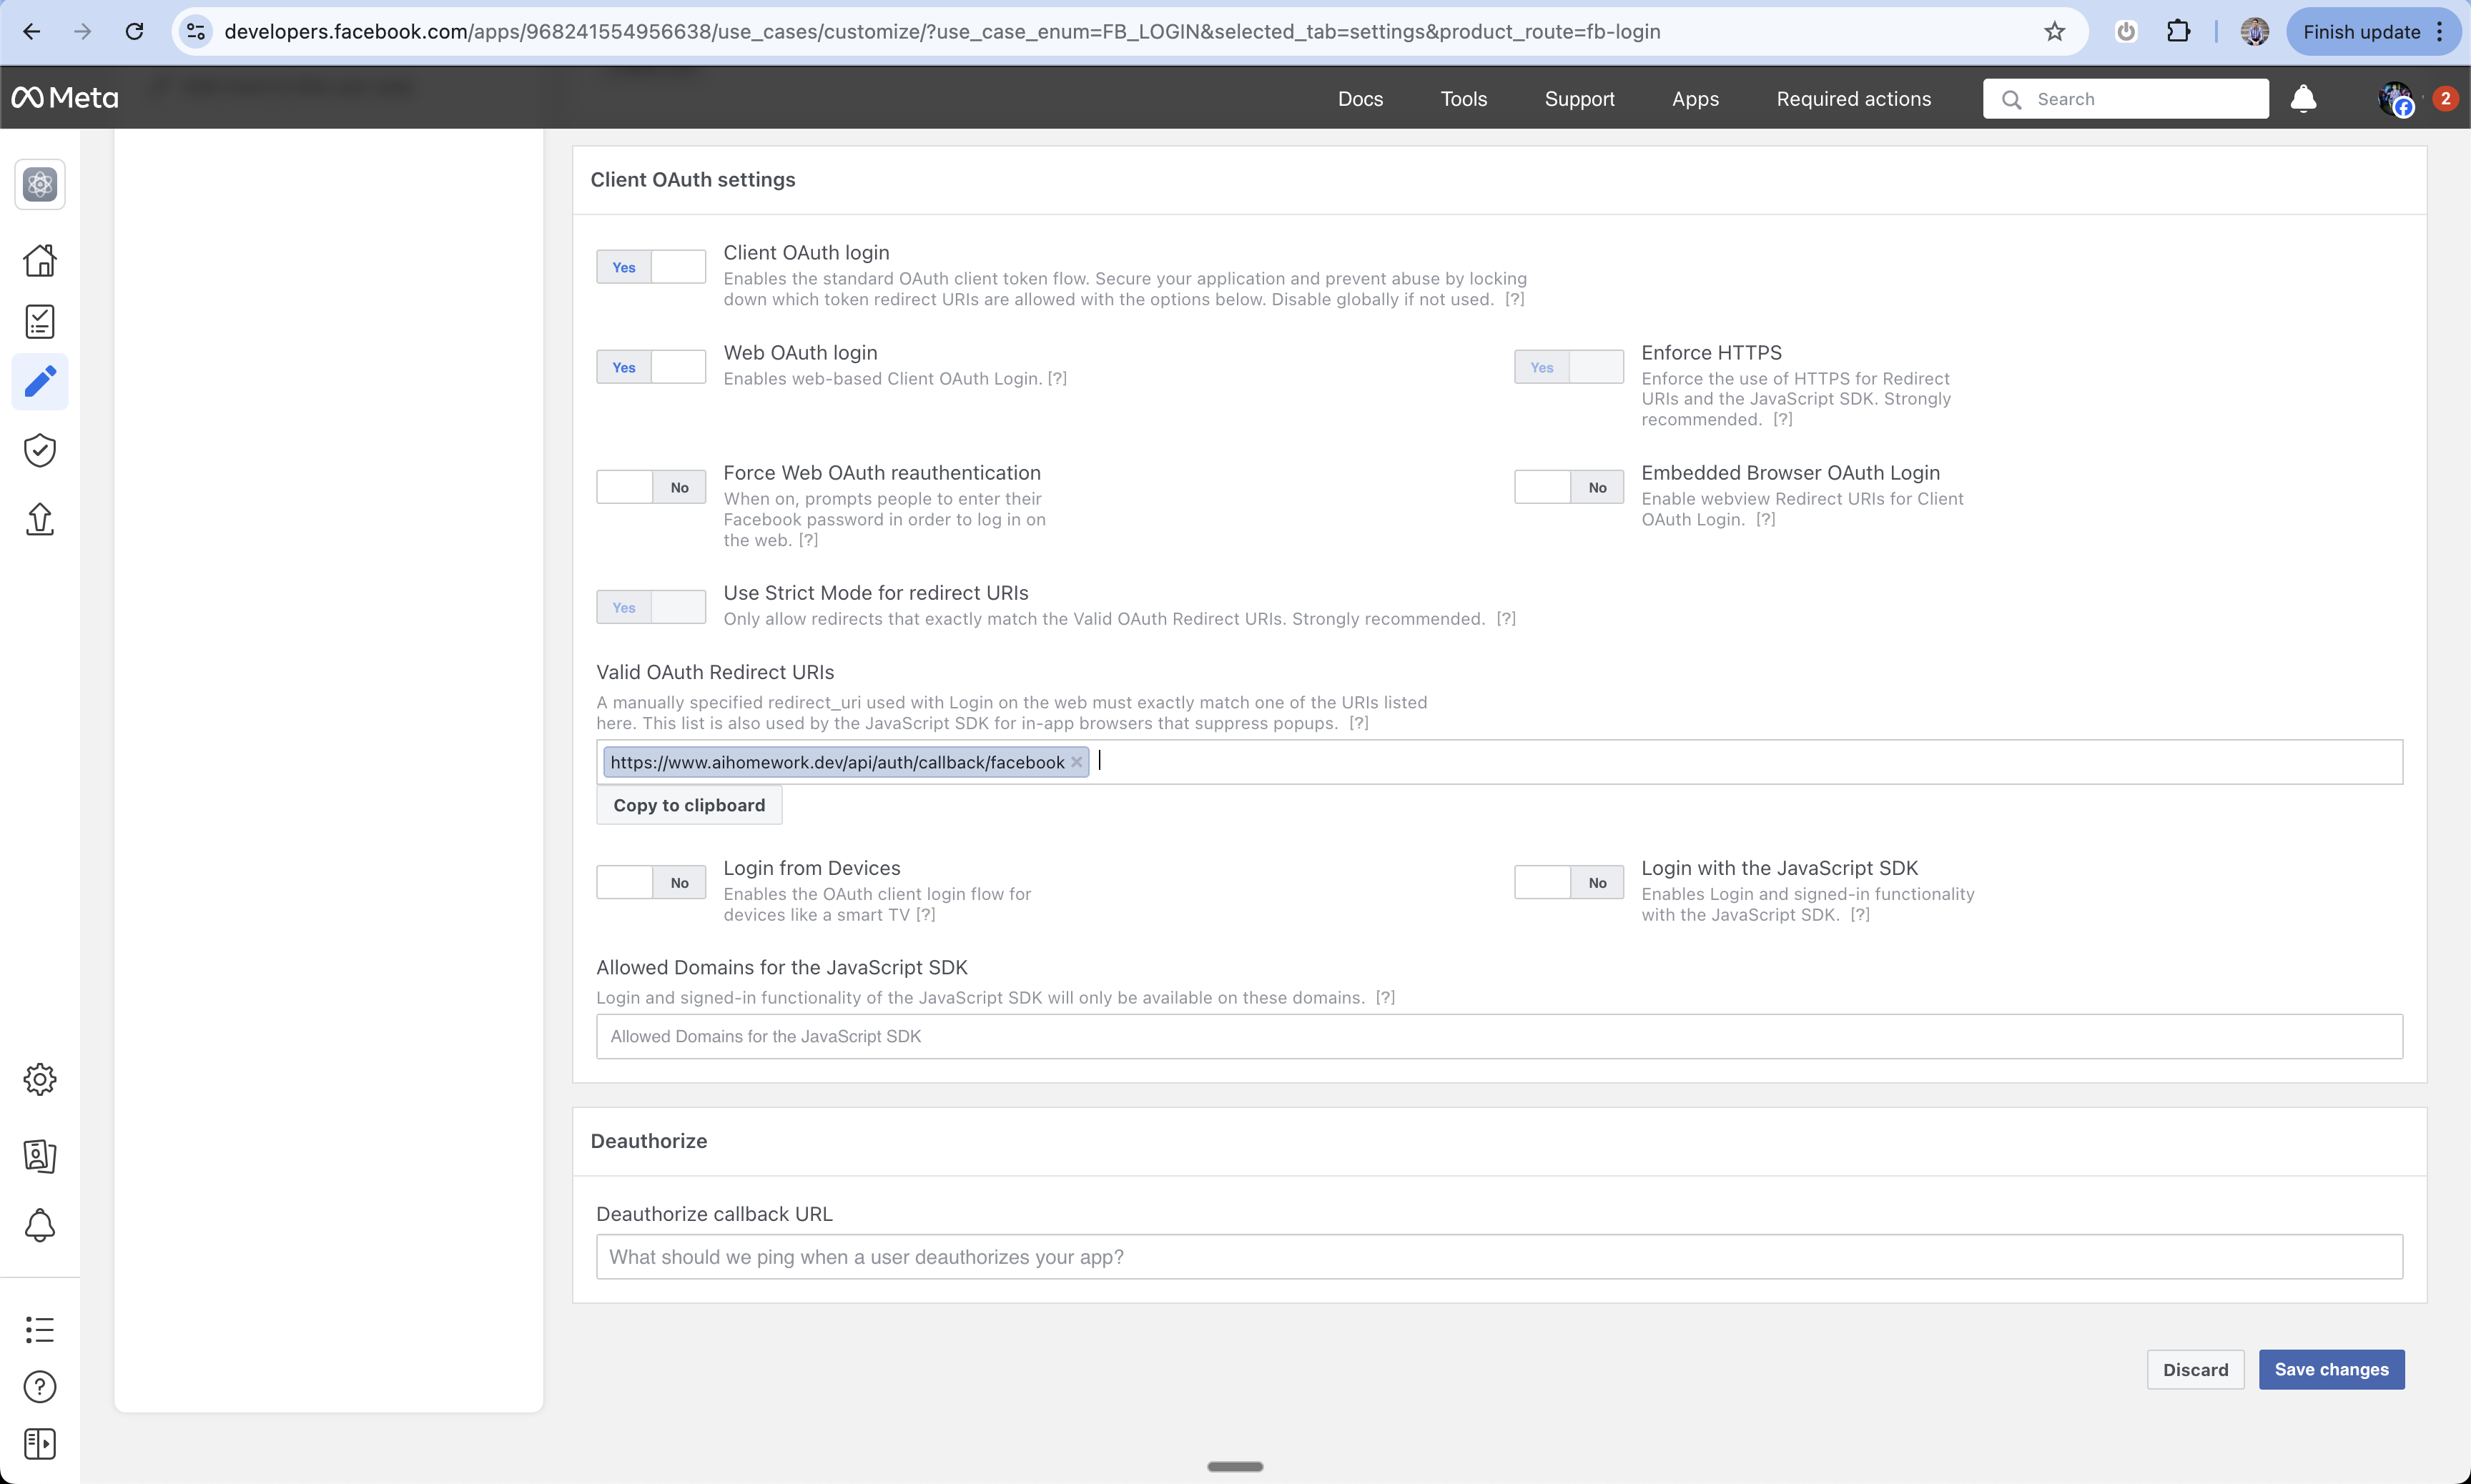 developers.facebook.com/apps/968241554956638/use_cases/customize/?use_case_enum=FB_LOGIN&selected_tab=settings&product_route=fb-login
Finish update
Meta
Docs
Tools
Support
Apps
Required actions
Search
2
Client OAuth settings
Yes
Client OAuth login
Enables the standard OAuth client token flow. Secure your application and prevent abuse by locking
down which token redirect URIs are allowed with the options below. Disable globally if not used. [?]
Yes
Web OAuth login
Enables web-based Client OAuth Login. [?]
Yes
Enforce HTTPS
Enforce the use of HTTPS for Redirect
URIs and the JavaScript SDK. Strongly
recommended. [?]
No
Force Web OAuth reauthentication
When on, prompts people to enter their
Facebook password in order to log in on
the web. [?]
No
Embedded Browser OAuth Login
Enable webview Redirect URIs for Client
OAuth Login. [?]
Yes
Use Strict Mode for redirect URIs
Only allow redirects that exactly match the Valid OAuth Redirect URIs. Strongly recommended. [?]
Valid OAuth Redirect URIs
A manually specified redirect_uri used with Login on the web must exactly match one of the URIs listed
here. This list is also used by the JavaScript SDK for in-app browsers that suppress popups. [?]
https://www.aihomework.dev/api/auth/callback/facebook
Copy to clipboard
No
Login from Devices
Enables the OAuth client login flow for
devices like a smart TV [?]
No
Login with the JavaScript SDK
Enables Login and signed-in functionality
with the JavaScript SDK. [?]
Allowed Domains for the JavaScript SDK
Login and signed-in functionality of the JavaScript SDK will only be available on these domains. [?]
Allowed Domains for the JavaScript SDK
Deauthorize
Deauthorize callback URL
What should we ping when a user deauthorizes your app?
Discard
Save changes